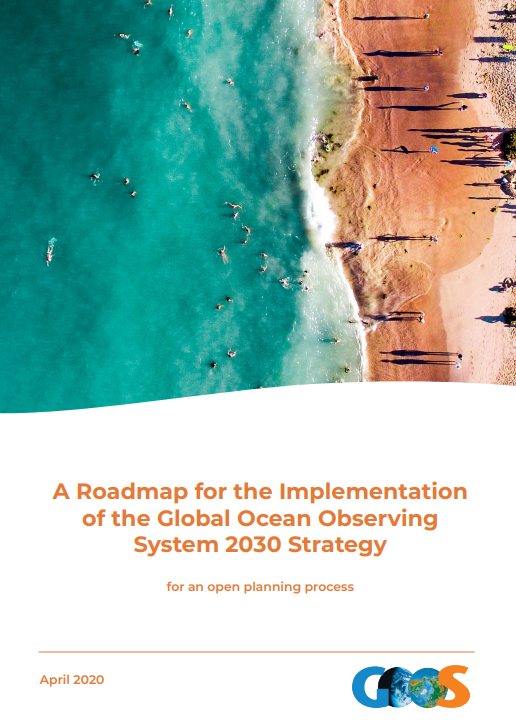 A Roadmap for the Implementation
of the Global Ocean Observing
System 2030 Strategy
for an open planning process
April 2020
GOOS